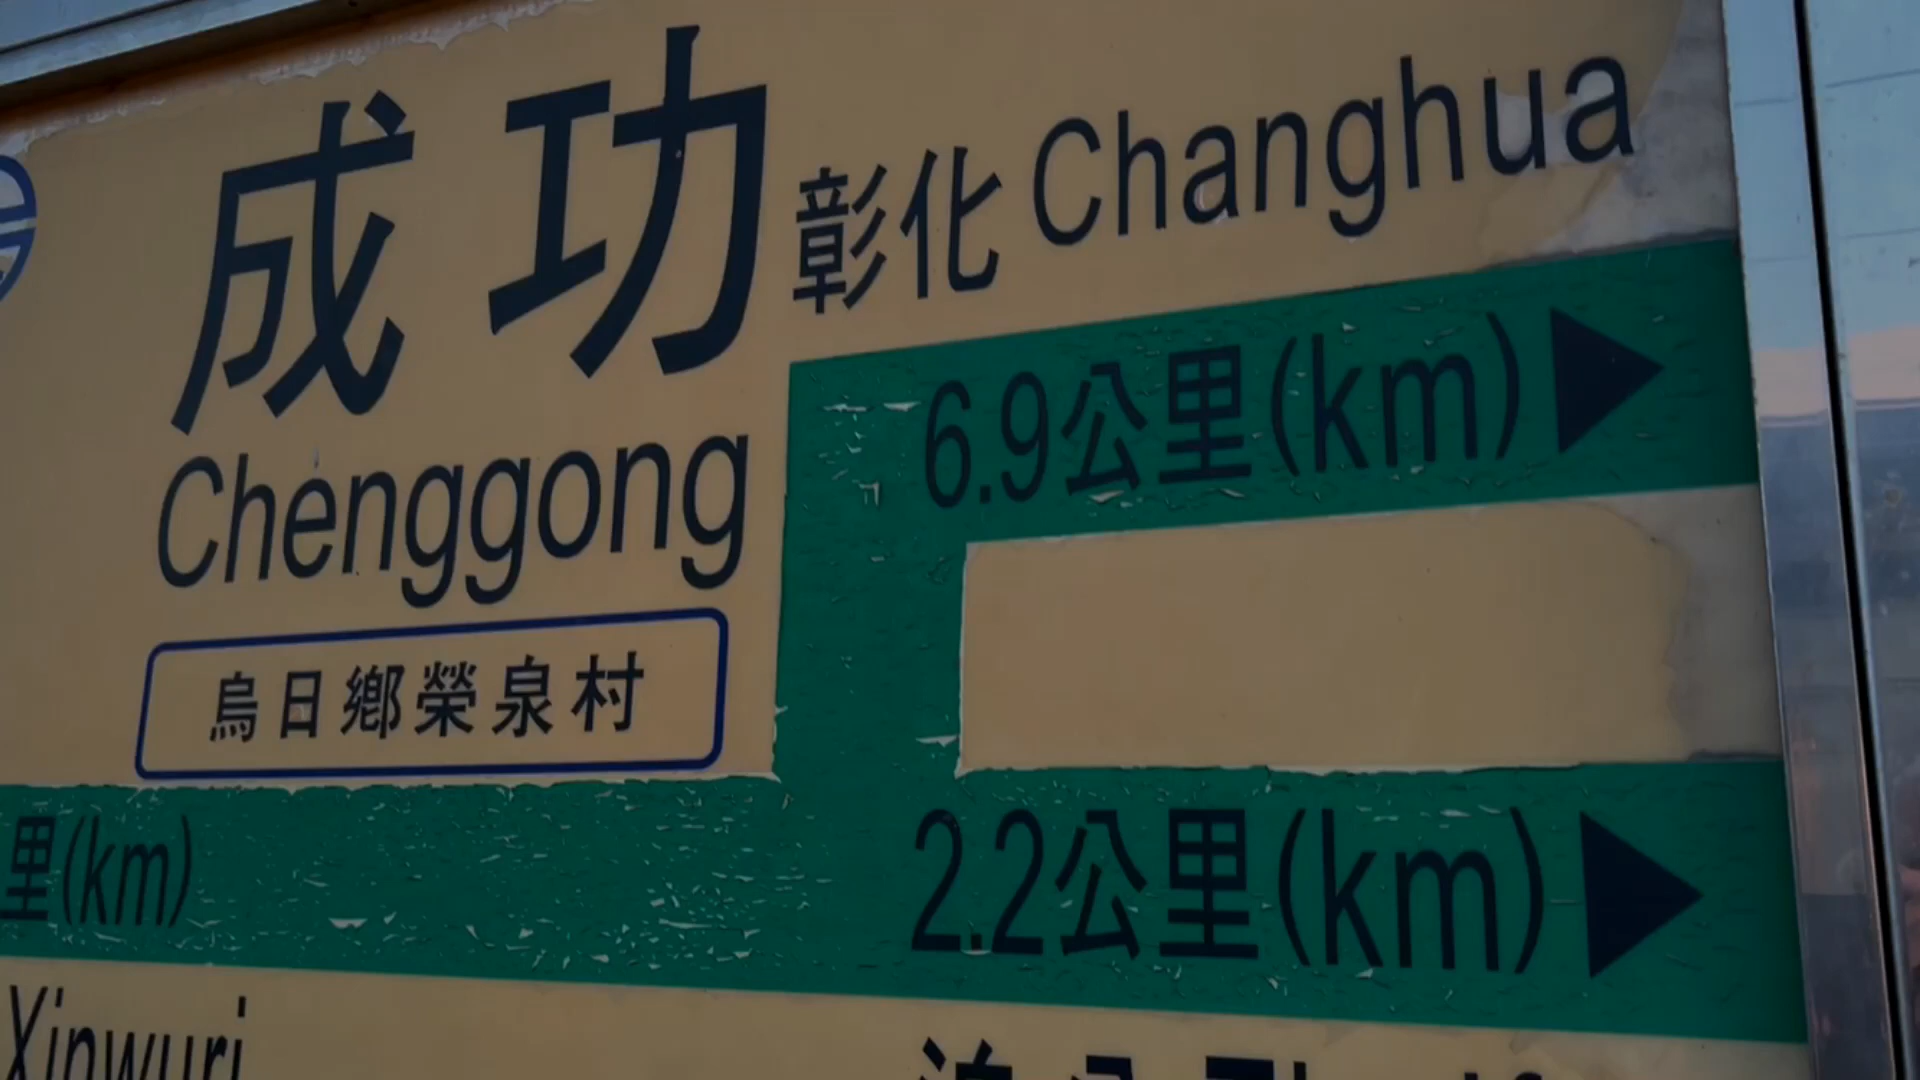 成功
彰化 Changhua
Chenggong
6.9公里(km)
烏日鄉榮泉村
里(km)
2.2公里(km)
Xinwuri